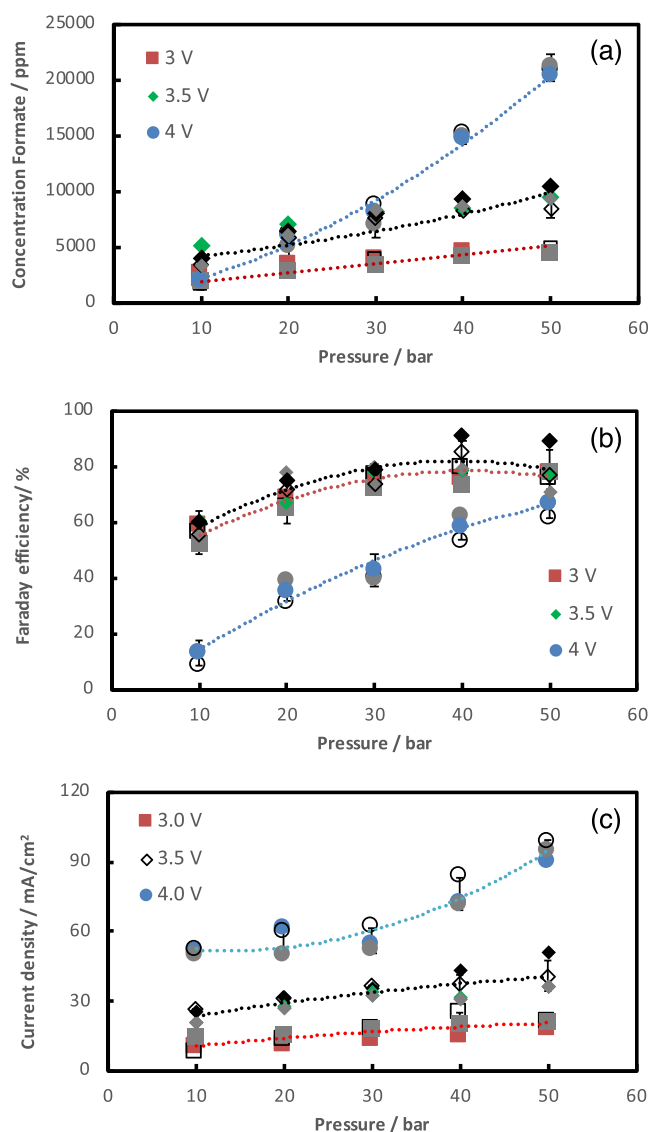 (a)
Concentration Formate / ppm
25000
20000
15000
10000
5000
0
3 V
3.5 V
4 V
0 10 20 30 40 50 60
Pressure / bar
(b)
Faraday efficiency/ %
100
80
60
40
20
0
3 V
3.5 V
4 V
0 10 20 30 40 50 60
Pressure / bar
(c)
Current density / mA/cm²
120
90
60
30
0
3.0 V
3.5 V
4.0 V
0 10 20 30 40 50 60
Pressure / bar